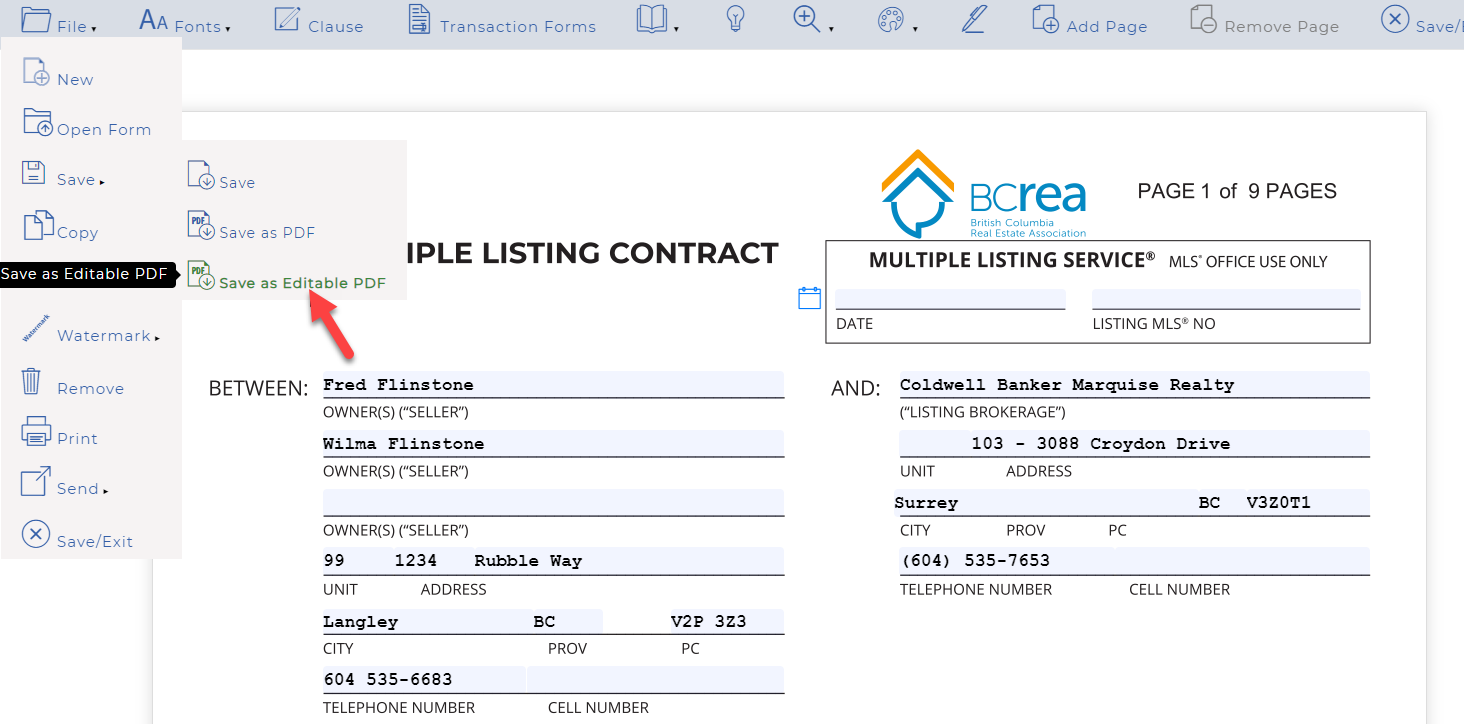 File Fonts Clause Transaction Forms Add Page Remove Page Save/E
New
Open Form
Save
Copy
Save as Editable PDF
Watermark
Watermark
Remove
Print
Send
Save/Exit
Save
PDF Save as PDF
PDF Save as Editable PDF
BCrea
British Columbia
Real Estate Association
PAGE 1 of 9 PAGES
IPLE LISTING CONTRACT
MULTIPLE LISTING SERVICE® MLS® OFFICE USE ONLY
DATE LISTING MLS® NO
BETWEEN: Fred Flinstone
OWNER(S) (“SELLER”)
Wilma Flinstone
OWNER(S) (“SELLER”)
OWNER(S) (“SELLER”)
99 1234 Rubble Way
UNIT ADDRESS
Langley BC V2P 3Z3
CITY PROV PC
604 535-6683
TELEPHONE NUMBER CELL NUMBER
AND: Coldwell Banker Marquise Realty
(“LISTING BROKERAGE”)
103 - 3088 Croydon Drive
UNIT ADDRESS
Surrey BC V3Z0T1
CITY PROV PC
(604) 535-7653
TELEPHONE NUMBER CELL NUMBER